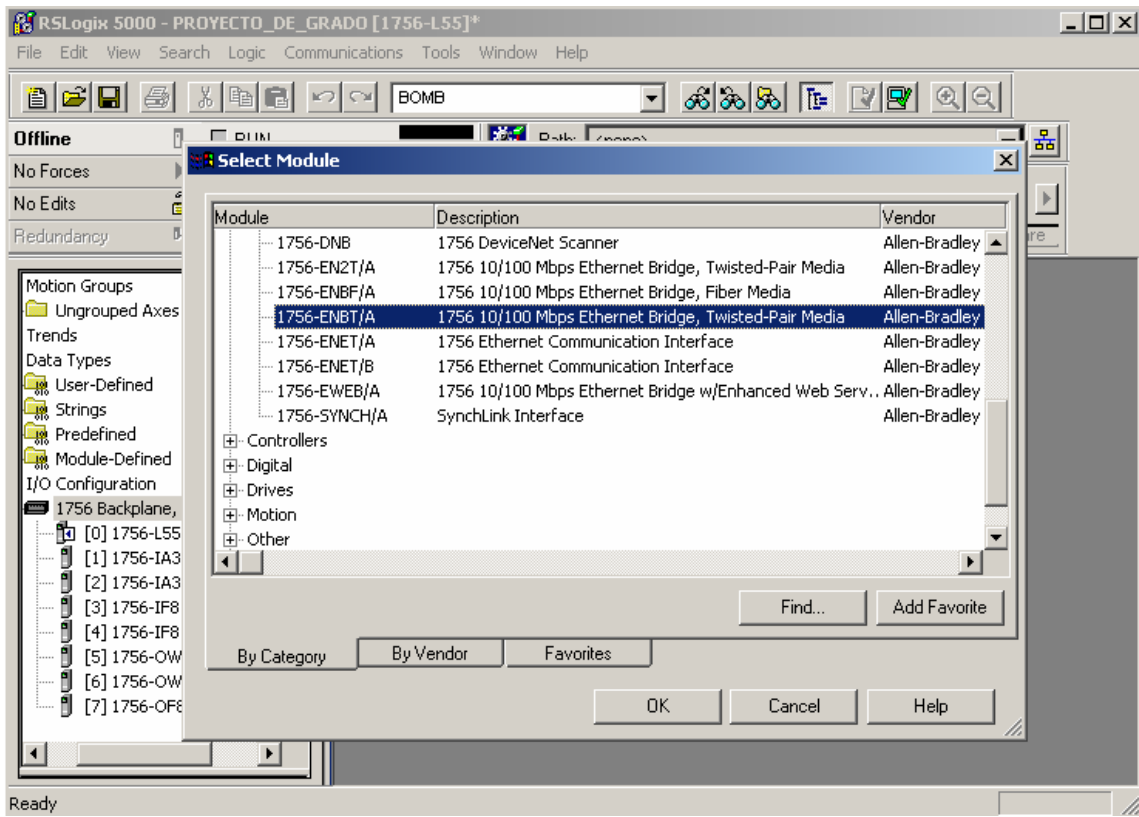 RSLogix 5000 - PROYECTO_DE_GRADO [1756-L55]*
File Edit View Search Logic Communications Tools Window Help
BOMB
Offline
RUN
Path: <none>
No Forces
No Edits
Redundancy
Select Module
Module Description Vendor
1756-DNB 1756 DeviceNet Scanner Allen-Bradley
1756-EN2T/A 1756 10/100 Mbps Ethernet Bridge, Twisted-Pair Media Allen-Bradley
1756-ENBF/A 1756 10/100 Mbps Ethernet Bridge, Fiber Media Allen-Bradley
1756-ENBT/A 1756 10/100 Mbps Ethernet Bridge, Twisted-Pair Media Allen-Bradley
1756-ENET/A 1756 Ethernet Communication Interface Allen-Bradley
1756-ENET/B 1756 Ethernet Communication Interface Allen-Bradley
1756-EWEB/A 1756 10/100 Mbps Ethernet Bridge w/Enhanced Web Serv.. Allen-Bradley
1756-SYNCH/A SynchLink Interface Allen-Bradley
Controllers
Digital
Drives
Motion
Other
Find... Add Favorite
By Category By Vendor Favorites
OK Cancel Help
Motion Groups
Ungrouped Axes
Trends
Data Types
User-Defined
Strings
Predefined
Module-Defined
I/O Configuration
1756 Backplane,
[0] 1756-L55
[1] 1756-IA3
[2] 1756-IA3
[3] 1756-IF8
[4] 1756-IF8
[5] 1756-OW
[6] 1756-OW
[7] 1756-OF8
Ready